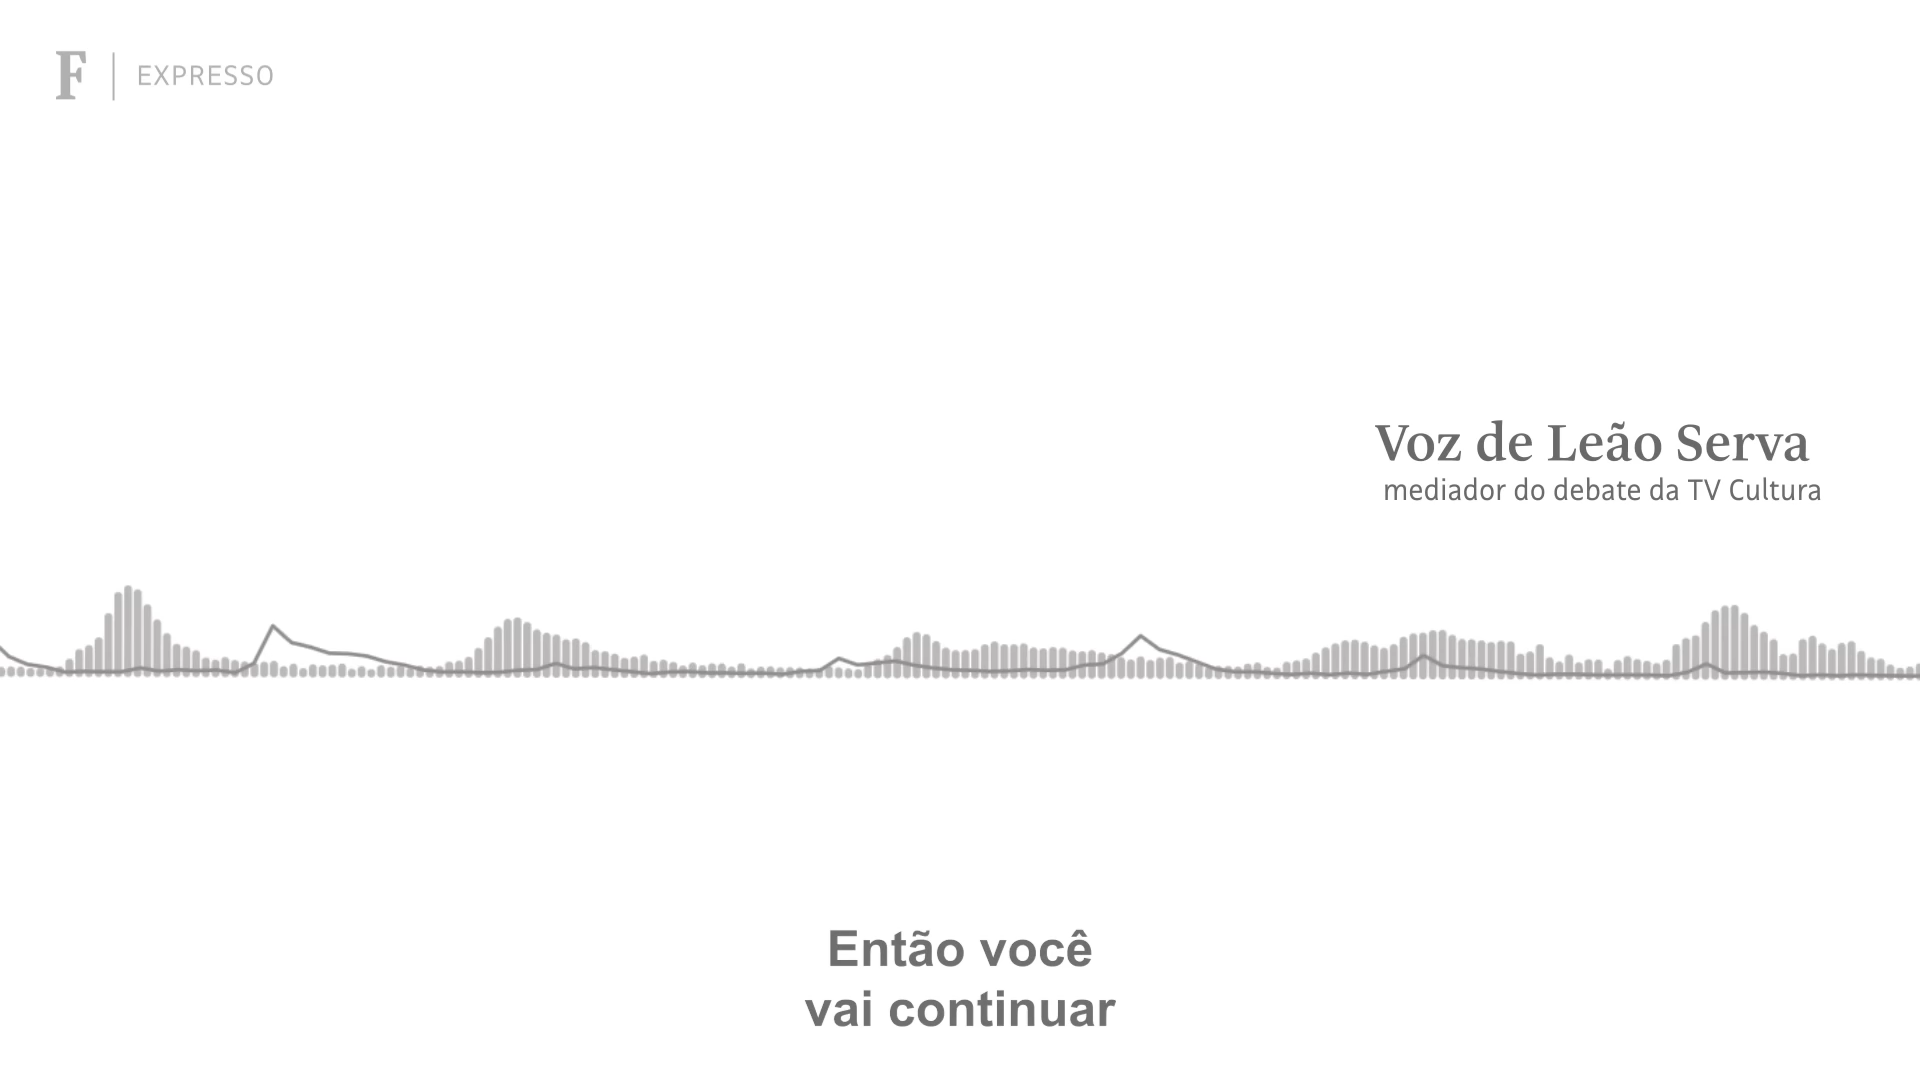 F | EXPRESSO
Voz de Leão Serva
mediador do debate da TV Cultura
Então você
vai continuar